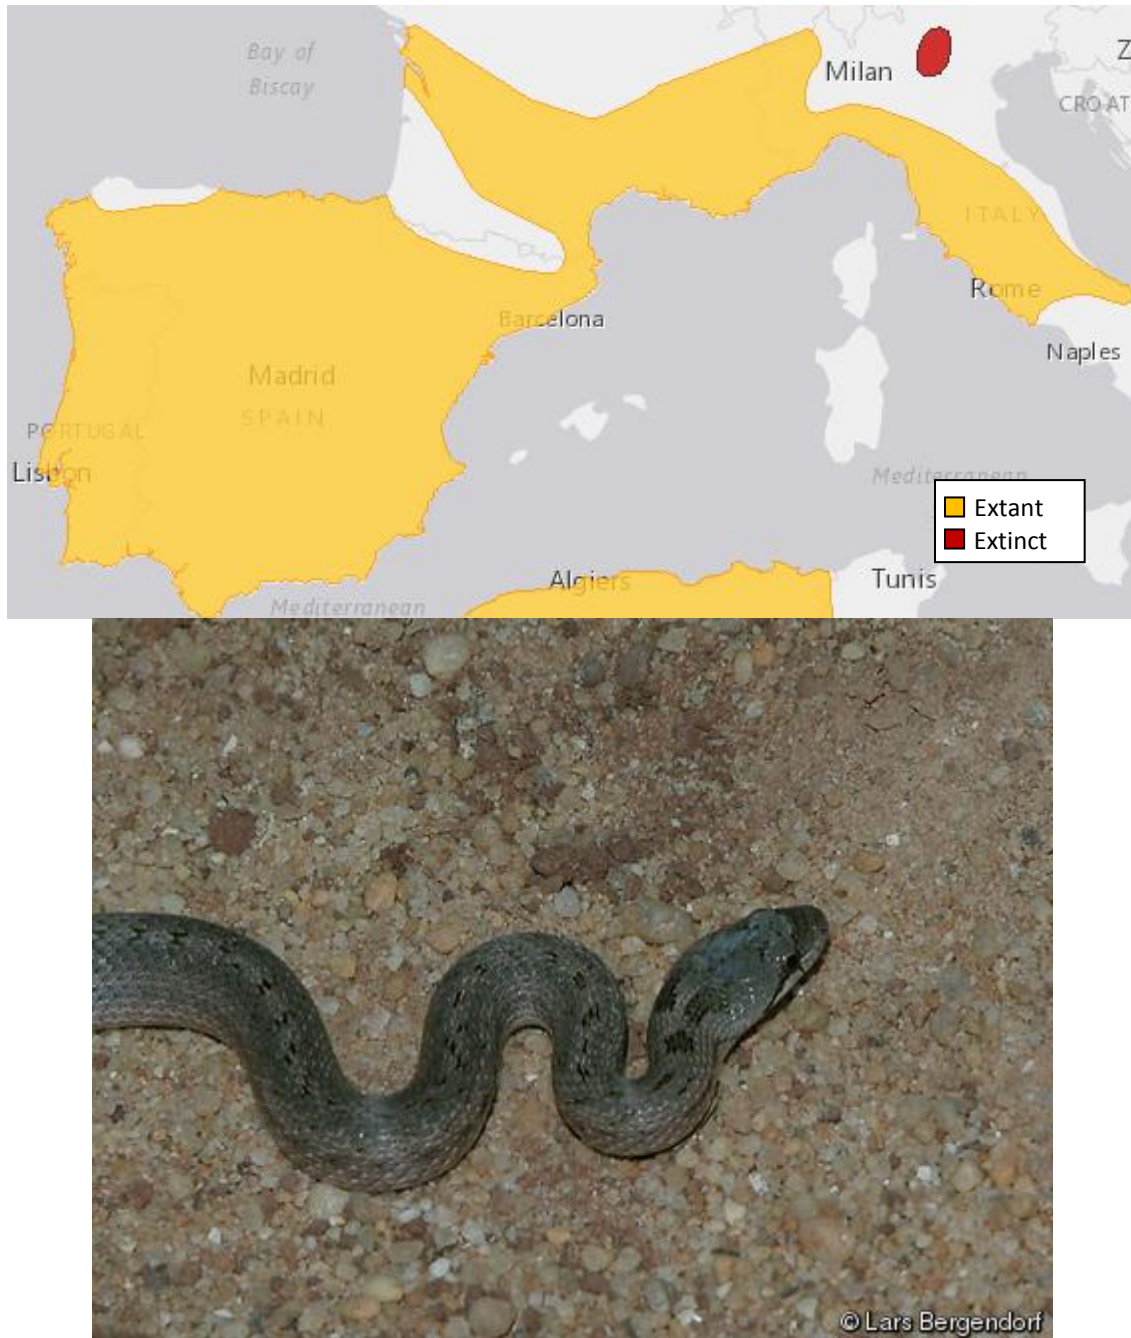 Bay of
Biscay
Milan
Z
CROAT
ITALY
Rome
Naples
Barcelona
Madrid
SPAIN
PORTUGAL
Lisbon
Mediterranean
Extant
Extinct
Algiers
Tunis
Mediterranean
© Lars Bergendorf